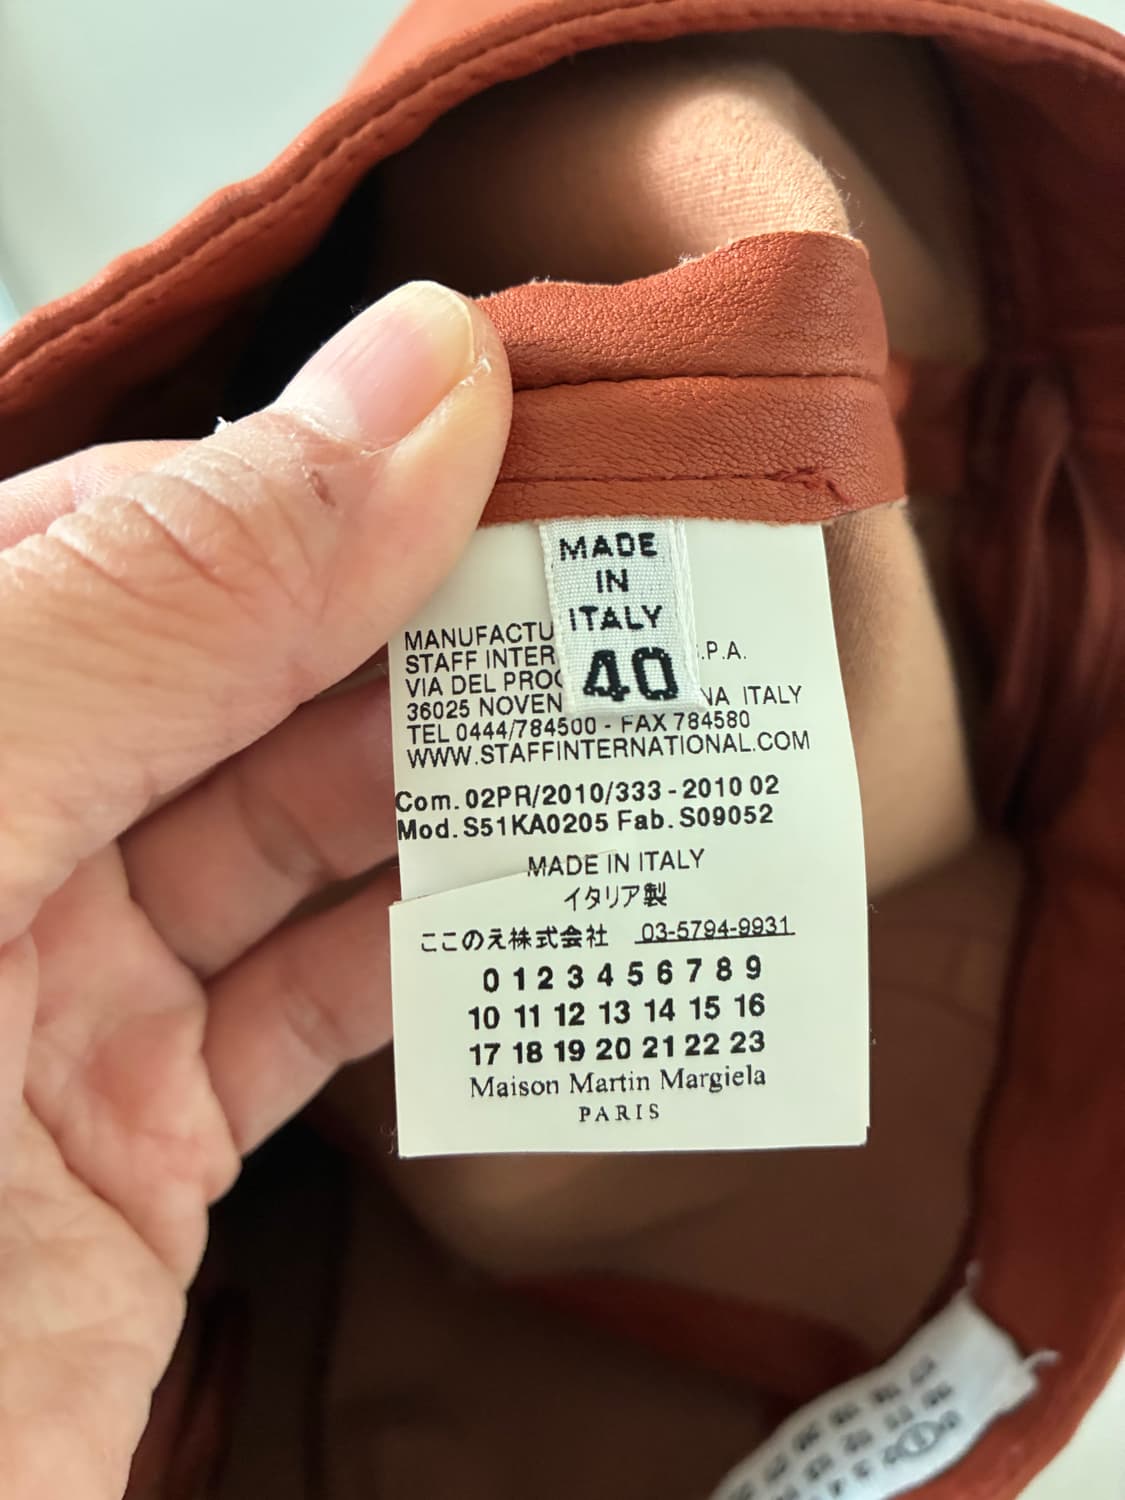 MADE
IN
ITALY
40
MANUFACTU
STAFF INTER .P.A.
VIA DEL PROG
36025 NOVEN NA ITALY
TEL 0444/784500 - FAX 784580
WWW.STAFFINTERNATIONAL.COM
Com. 02PR/2010/333 - 2010 02
Mod. S51KA0205 Fab. S09052
MADE IN ITALY
イタリア製
ここのえ株式会社 03-5794-9931
0 1 2 3 4 5 6 7 8 9
10 11 12 13 14 15 16
17 18 19 20 21 22 23
Maison Martin Margiela
PARIS